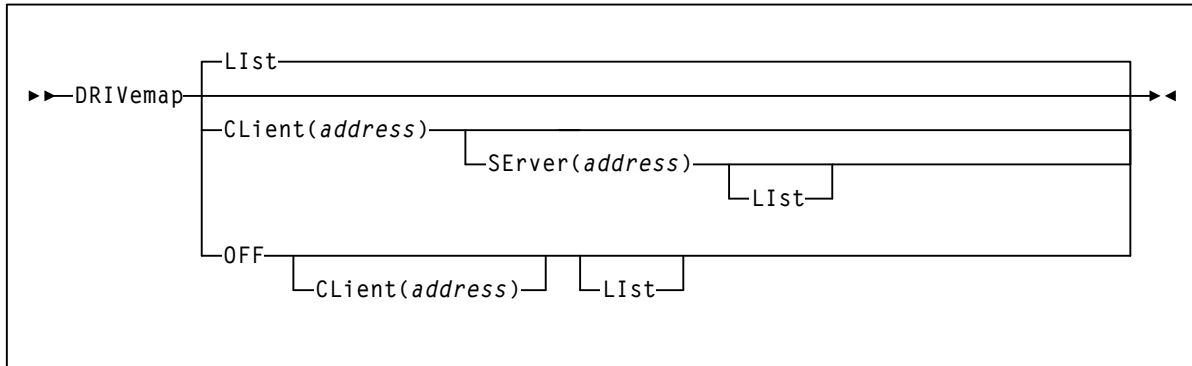 LIst
DRIVemap
CLient(address)
SErver(address)
LIst
OFF
CLient(address)
LIst